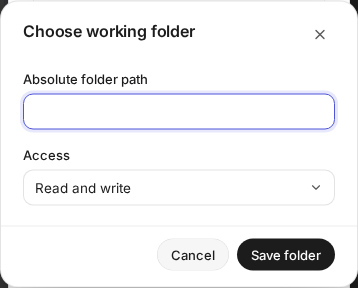 Choose working folder
Absolute folder path
Access
Read and write
Cancel
Save folder